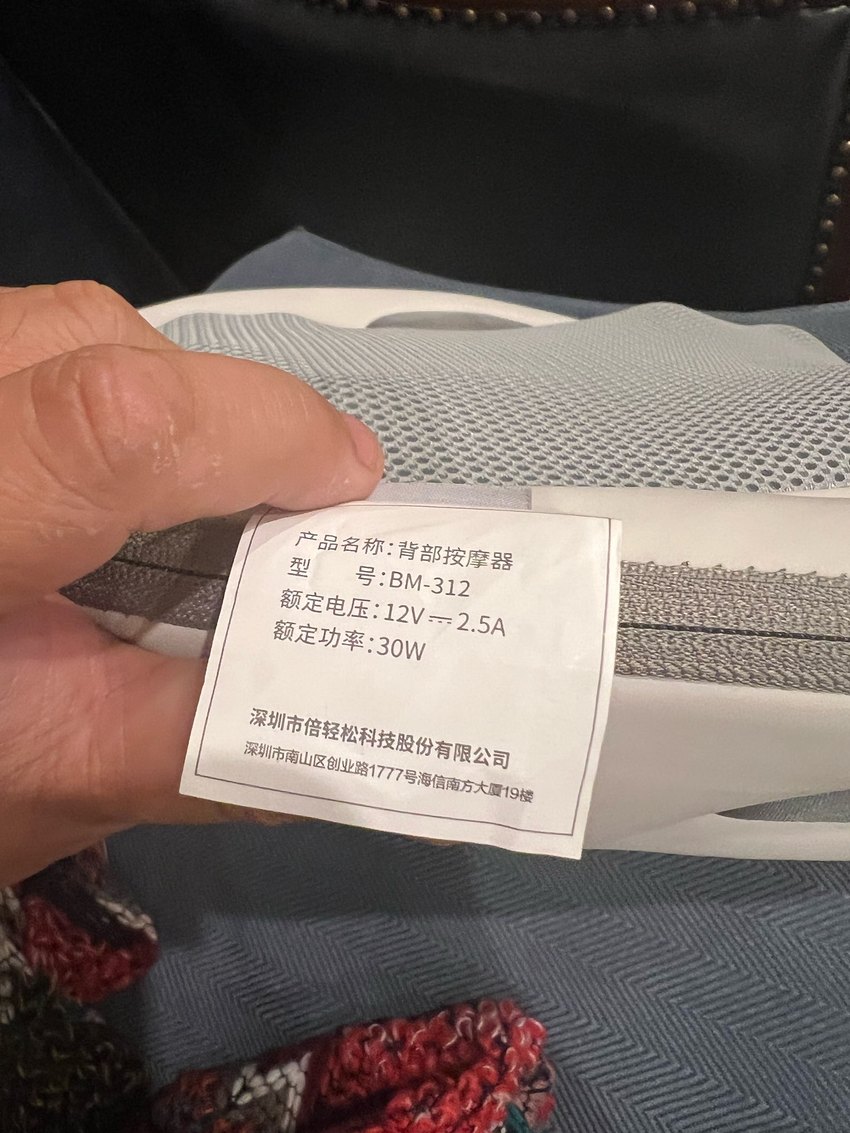 产品名称:背部按摩器
型 号:BM-312
额定电压:12V⎓2.5A
额定功率:30W
深圳市倍轻松科技股份有限公司
深圳市南山区创业路1777号海信南方大厦19楼